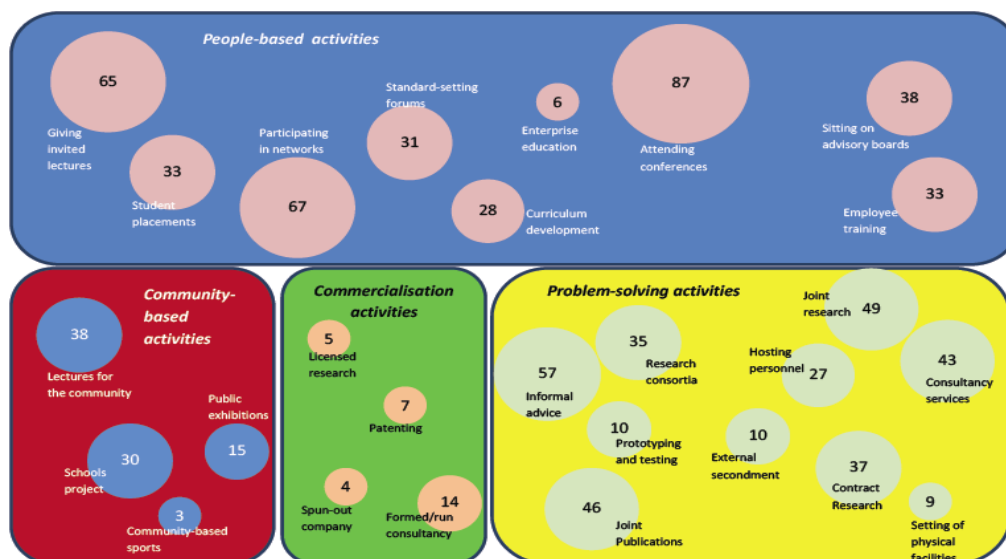 People-based activities
65
Giving
invited
lectures
33
Student
placements
Participating
in networks
67
Standard-setting
forums
31
28
Curriculum
development
6
Enterprise
education
87
Attending
conferences
38
Sitting on
advisory boards
33
Employee
training
Community-
based
activities
38
Lectures for
the community
Public
exhibitions
15
30
Schools
project
3
Community-based
sports
Commercialisation
activities
5
Licensed
research
7
Patenting
4
Spun-out
company
14
Formed/run
consultancy
Problem-solving activities
57
Informal
advice
35
Research
consortia
10
Prototyping
and testing
46
Joint
Publications
Joint
research
49
Hosting
personnel
27
43
Consultancy
services
10
External
secondment
37
Contract
Research
9
Setting of
physical
facilities